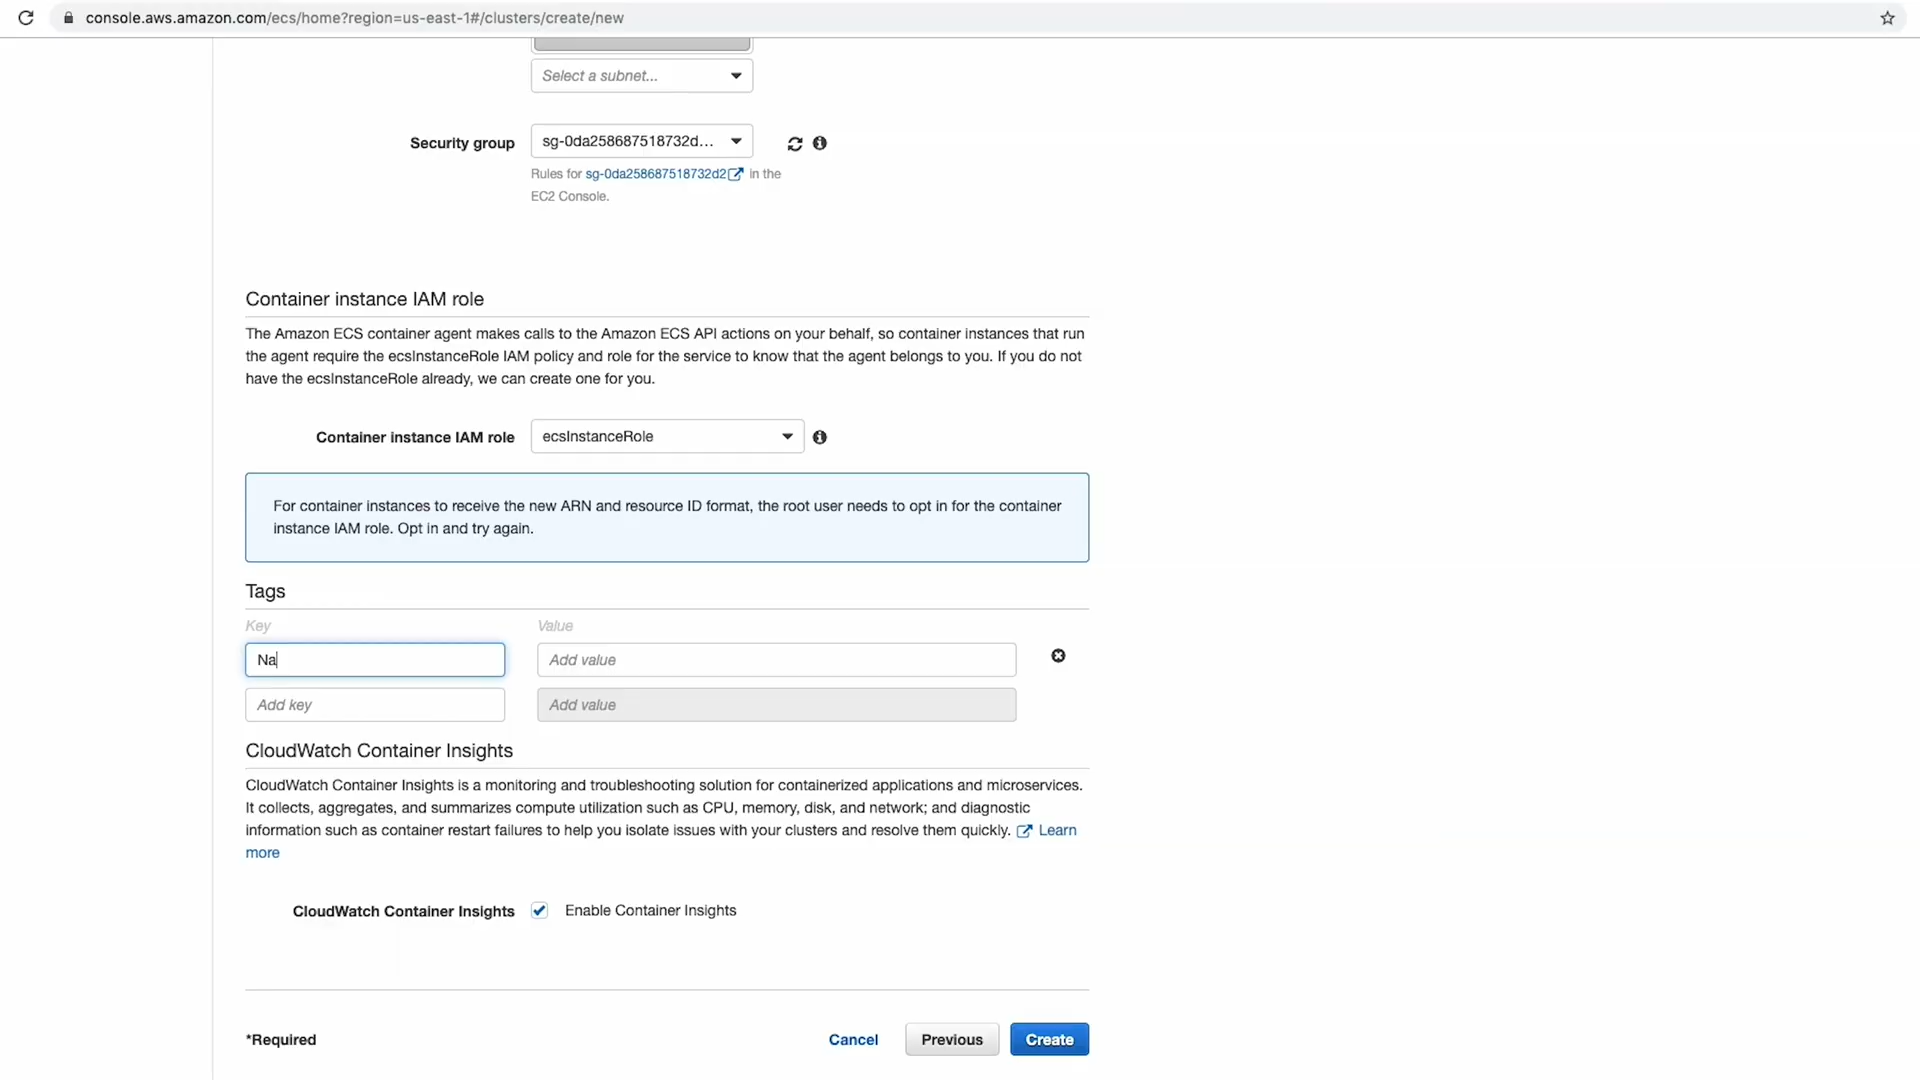 console.aws.amazon.com/ecs/home?region=us-east-1#/clusters/create/new
Select a subnet...
Security group
sg-0da258687518732d...
Rules for sg-0da258687518732d2 in the
EC2 Console.
Container instance IAM role
The Amazon ECS container agent makes calls to the Amazon ECS API actions on your behalf, so container instances that run
the agent require the ecsInstanceRole IAM policy and role for the service to know that the agent belongs to you. If you do not
have the ecsInstanceRole already, we can create one for you.
Container instance IAM role
ecsInstanceRole
For container instances to receive the new ARN and resource ID format, the root user needs to opt in for the container
instance IAM role. Opt in and try again.
Tags
Key
Value
Na
Add value
Add key
Add value
CloudWatch Container Insights
CloudWatch Container Insights is a monitoring and troubleshooting solution for containerized applications and microservices.
It collects, aggregates, and summarizes compute utilization such as CPU, memory, disk, and network; and diagnostic
information such as container restart failures to help you isolate issues with your clusters and resolve them quickly. Learn
more
CloudWatch Container Insights
Enable Container Insights
*Required
Cancel
Previous
Create